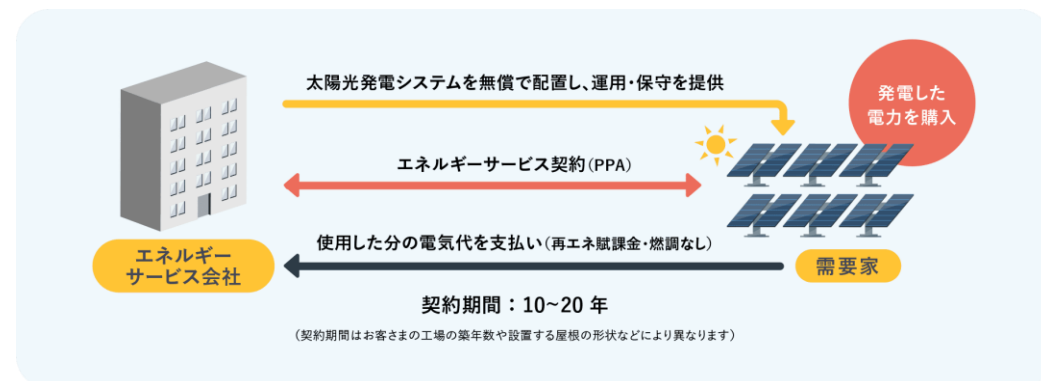 太陽光発電システムを無償で配置し、運用・保守を提供
発電した
電力を購入
エネルギーサービス契約(PPA)
使用した分の電気代を支払い(再エネ賦課金・燃調なし)
エネルギー
サービス会社
需要家
契約期間：10~20 年
(契約期間はお客さまの工場の築年数や設置する屋根の形状などにより異なります)